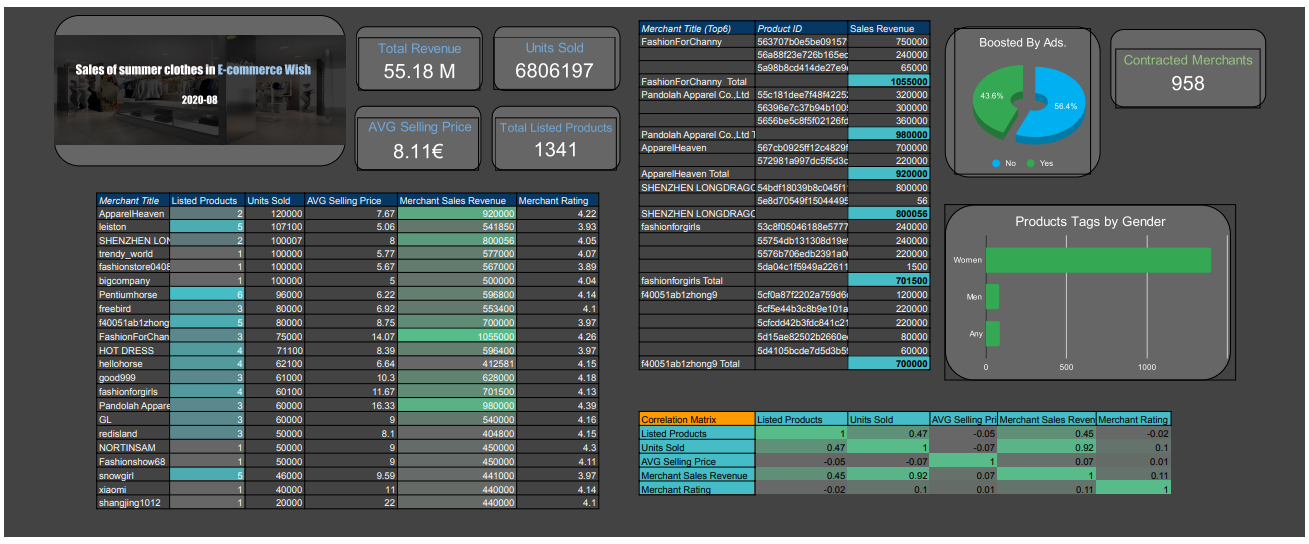 Sales of summer clothes in E-commerce Wish
2020-08
Total Revenue
55.18 M
Units Sold
6806197
AVG Selling Price
8.11€
Total Listed Products
1341
Merchant Title Listed Products Units Sold AVG Selling Price Merchant Sales Revenue Merchant Rating
ApparelHeaven 2 120000 7.67 920000 4.22
leiston 5 107100 5.06 541850 3.93
SHENZHEN LON 2 100007 8 800056 4.05
trendy_world 1 100000 5.77 577000 4.07
fashionstore0408 1 100000 5.67 567000 3.89
bigcompany 1 100000 5 500000 4.04
Pentiumhorse 6 96000 6.22 596800 4.14
freebird 3 80000 6.92 553400 4.1
f40051ab1zhong 5 80000 8.75 700000 3.97
FashionForChan 3 75000 14.07 1055000 4.26
HOT DRESS 4 71100 8.39 596400 3.97
hellohorse 4 62100 6.64 412581 4.15
good999 3 61000 10.3 628000 4.18
fashionforgirls 4 60100 11.67 701500 4.13
Pandolah Appare 3 60000 16.33 980000 4.39
GL 3 60000 9 540000 4.16
redisland 3 50000 8.1 404800 4.15
NORTINSAM 1 50000 9 450000 4.3
Fashionshow68 1 50000 9 450000 4.11
snowgirl 5 46000 9.59 441000 3.97
xiaomi 1 40000 11 440000 4.14
shangjing1012 1 20000 22 440000 4.1
Merchant Title (Top6) Product ID Sales Revenue
FashionForChanny 563707b0e5be09157 750000
56a88f23e726b165ec 240000
5a98b8cd414de27e9 65000
FashionForChanny Total 1055000
Pandolah Apparel Co.,Ltd 55c181dee7f48f4225 320000
56396e7c37b94b100 300000
5656be5c8f5f02126fd 360000
Pandolah Apparel Co.,Ltd T 980000
ApparelHeaven 567cb0925ff12c4829f 700000
572981a997dc5f5d3c 220000
ApparelHeaven Total 920000
SHENZHEN LONGDRAGO 54bdf18039b8c045f1 800000
5e8d70549f15044495 56
SHENZHEN LONGDRAGO 800056
fashionforgirls 53c8f05046188e5777 240000
55754db131308d19e 240000
5576b706edb2391a0 220000
5da04c1f5949a22611 1500
fashionforgirls Total 701500
f40051ab1zhong9 5cf0a87f2202a759d6 120000
5cf5e44b3c8b9e101a 220000
5cfcdd42b3fdc841c21 220000
5d15ae82502b2660e 80000
5d4105bcde7d5d3b5 60000
f40051ab1zhong9 Total 700000
Boosted By Ads.
43.6%
56.4%
No Yes
Contracted Merchants
958
Products Tags by Gender
Women
Men
Any
0 500 1000
Correlation Matrix Listed Products Units Sold AVG Selling Pri Merchant Sales Reven Merchant Rating
Listed Products 1 0.47 -0.05 0.45 -0.02
Units Sold 0.47 1 -0.07 0.92 0.1
AVG Selling Price -0.05 -0.07 1 0.07 0.01
Merchant Sales Revenue 0.45 0.92 0.07 1 0.11
Merchant Rating -0.02 0.1 0.01 0.11 1